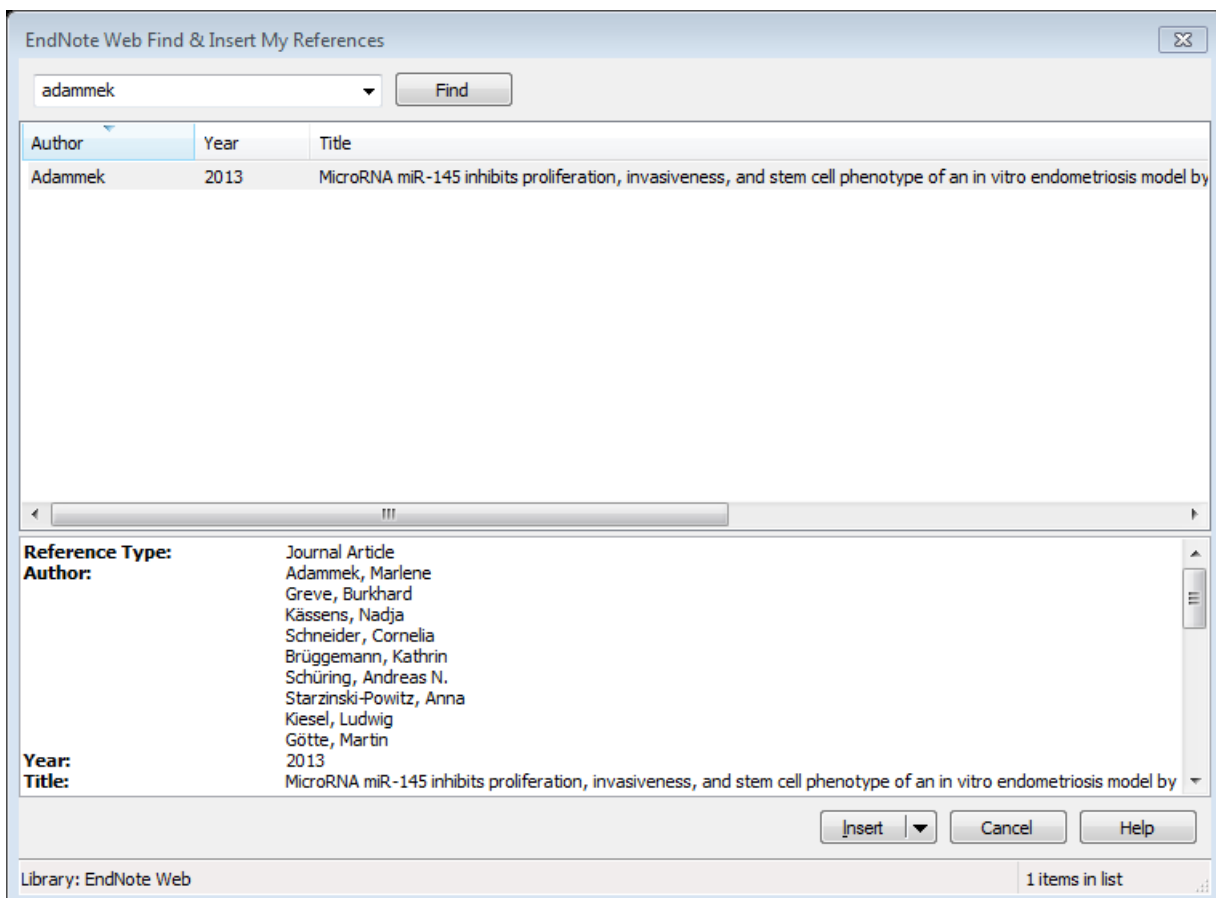 EndNote Web Find & Insert My References
adammek Find
Author Year Title
Adammek 2013 MicroRNA miR-145 inhibits proliferation, invasiveness, and stem cell phenotype of an in vitro endometriosis model by
Reference Type: Journal Article
Author: Adammek, Marlene
Greve, Burkhard
Kässens, Nadja
Schneider, Cornelia
Brüggemann, Kathrin
Schüring, Andreas N.
Starzinski-Powitz, Anna
Kiesel, Ludwig
Götte, Martin
Year: 2013
Title: MicroRNA miR-145 inhibits proliferation, invasiveness, and stem cell phenotype of an in vitro endometriosis model by
Insert Cancel Help
Library: EndNote Web 1 items in list